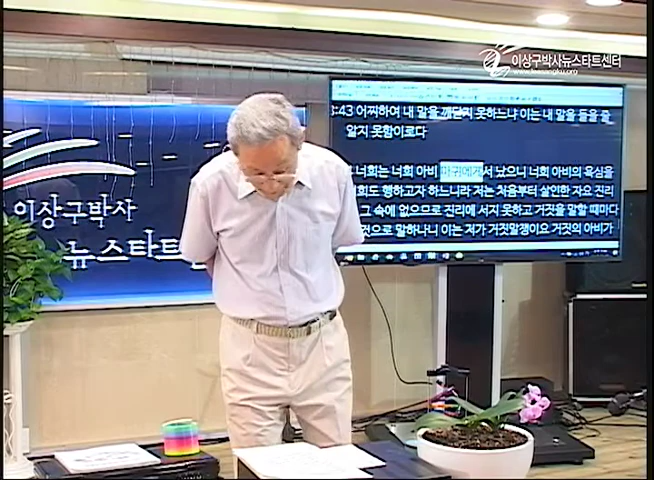 이상구박사뉴스타트센터
www.leesangku.org
:43 어찌하여 내 말을 깨닫지 못하느냐 이는 내 말을 들을 줄
알지 못함이로다
너희는 너희 아비 마귀에게서 났으니 너희 아비의 욕심을
희도 행하고자 하느니라 저는 처음부터 살인한 자요 진리
그 속에 없으므로 진리에 서지 못하고 거짓을 말할 때마다
것으로 말하나니 이는 저가 거짓말쟁이요 거짓의 아비가
이상구박사
뉴스타트센